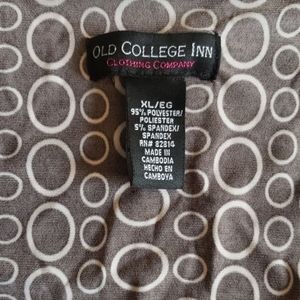 OLD COLLEGE INN
CLOTHING COMPANY
XL/EG
95% POLYESTER/
POLIESTER
5% SPANDEX/
SPANDEX
RN# 82814
MADE IN
CAMBODIA
HECHO EN
CAMBOYA